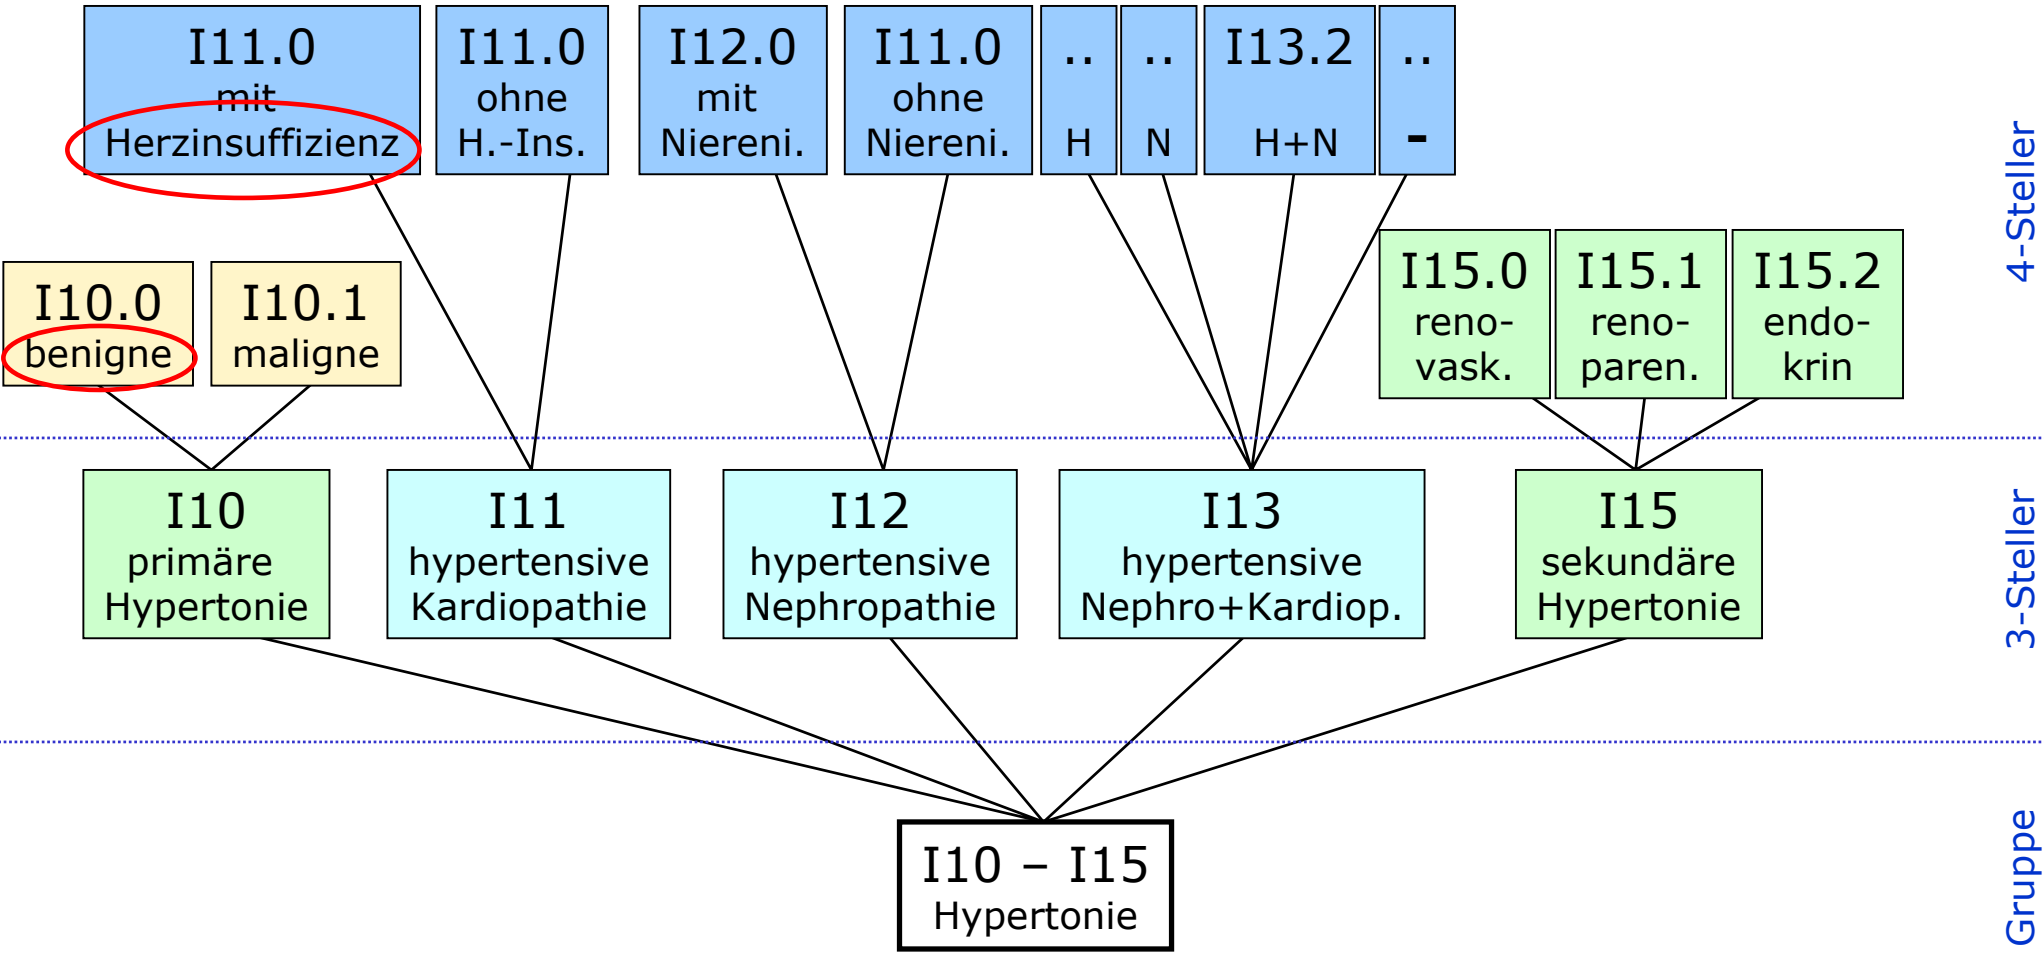 I11.0
mit
Herzinsuffizienz
I11.0
ohne
H.-Ins.
I12.0
mit
Niereni.
I11.0
ohne
Niereni.
..
H
..
N
I13.2
H+N
..
-
4-Steller
I10.0
benigne
I10.1
maligne
I15.0
reno-
vask.
I15.1
reno-
paren.
I15.2
endo-
krin
I10
primäre
Hypertonie
I11
hypertensive
Kardiopathie
I12
hypertensive
Nephropathie
I13
hypertensive
Nephro+Kardiop.
I15
sekundäre
Hypertonie
3-Steller
I10 – I15
Hypertonie
Gruppe